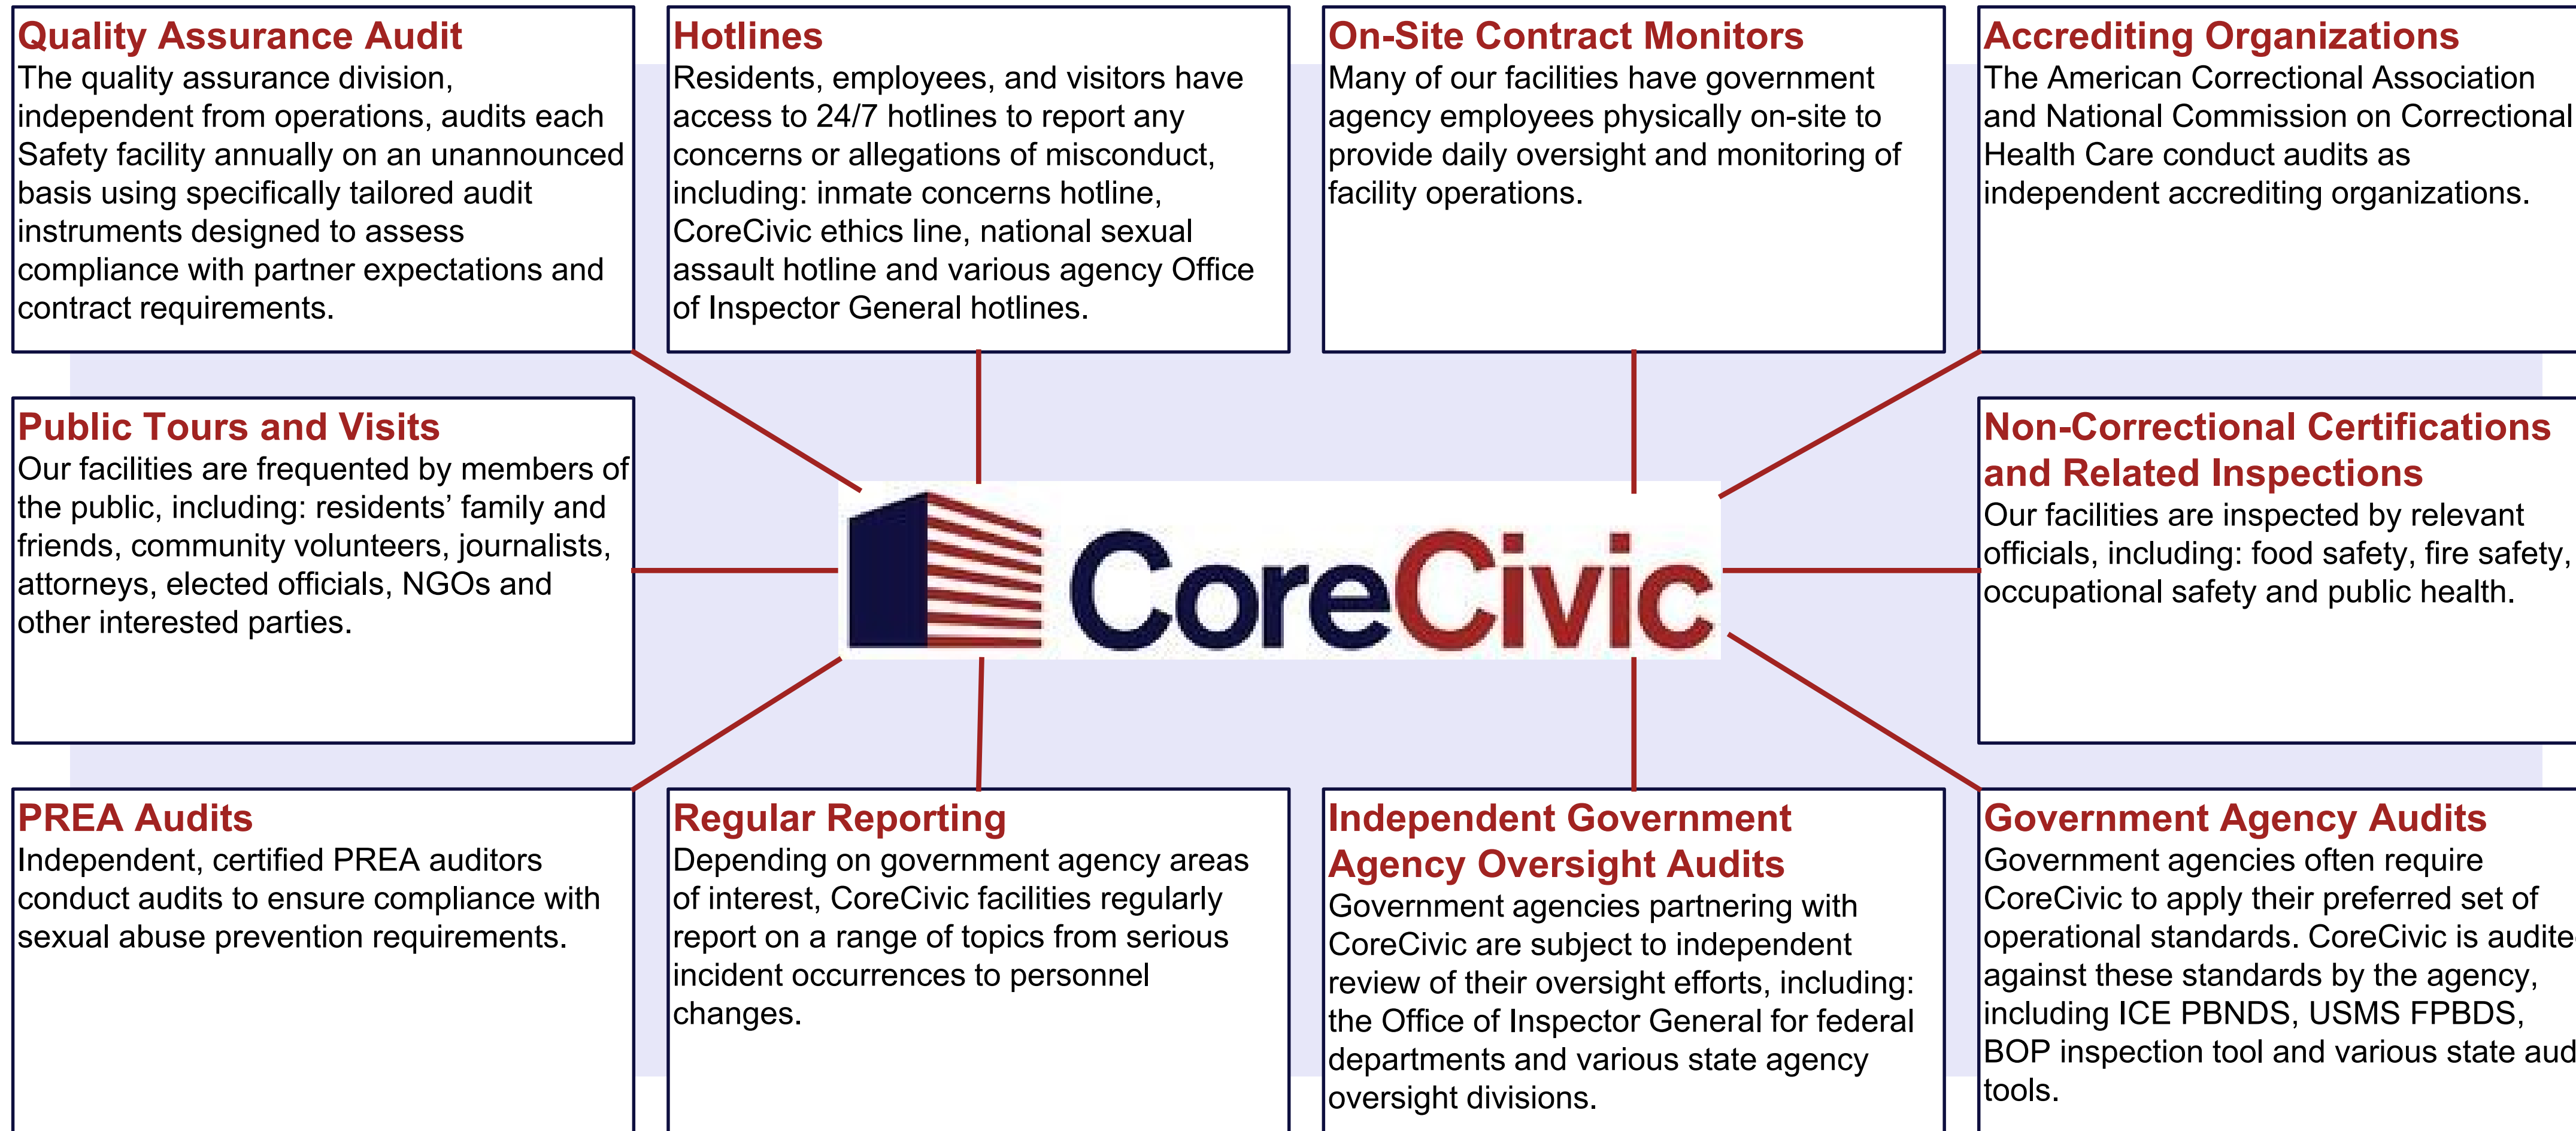 Quality Assurance Audit
The quality assurance division,
independent from operations, audits each
Safety facility annually on an unannounced
basis using specifically tailored audit
instruments designed to assess
compliance with partner expectations and
contract requirements.
Hotlines
Residents, employees, and visitors have
access to 24/7 hotlines to report any
concerns or allegations of misconduct,
including: inmate concerns hotline,
CoreCivic ethics line, national sexual
assault hotline and various agency Office
of Inspector General hotlines.
On-Site Contract Monitors
Many of our facilities have government
agency employees physically on-site to
provide daily oversight and monitoring of
facility operations.
Accrediting Organizations
The American Correctional Association
and National Commission on Correctional
Health Care conduct audits as
independent accrediting organizations.
Public Tours and Visits
Our facilities are frequented by members of
the public, including: residents’ family and
friends, community volunteers, journalists,
attorneys, elected officials, NGOs and
other interested parties.
CoreCivic
Non-Correctional Certifications
and Related Inspections
Our facilities are inspected by relevant
officials, including: food safety, fire safety,
occupational safety and public health.
PREA Audits
Independent, certified PREA auditors
conduct audits to ensure compliance with
sexual abuse prevention requirements.
Regular Reporting
Depending on government agency areas
of interest, CoreCivic facilities regularly
report on a range of topics from serious
incident occurrences to personnel
changes.
Independent Government
Agency Oversight Audits
Government agencies partnering with
CoreCivic are subject to independent
review of their oversight efforts, including:
the Office of Inspector General for federal
departments and various state agency
oversight divisions.
Government Agency Audits
Government agencies often require
CoreCivic to apply their preferred set of
operational standards. CoreCivic is audite
against these standards by the agency,
including ICE PBNDS, USMS FPBDS,
BOP inspection tool and various state aud
tools.